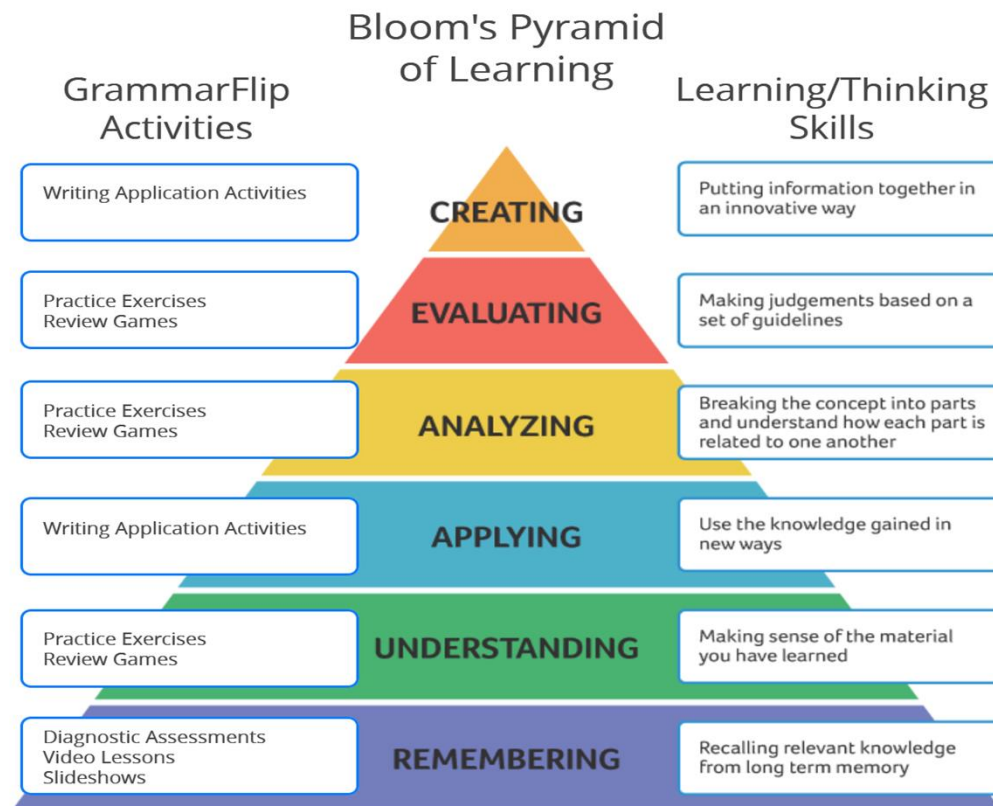 Bloom's Pyramid
of Learning
GrammarFlip
Activities
Learning/Thinking
Skills
Writing Application Activities
CREATING
Putting information together in
an innovative way
Practice Exercises
Review Games
EVALUATING
Making judgements based on a
set of guidelines
Practice Exercises
Review Games
ANALYZING
Breaking the concept into parts
and understand how each part is
related to one another
Writing Application Activities
APPLYING
Use the knowledge gained in
new ways
Practice Exercises
Review Games
UNDERSTANDING
Making sense of the material
you have learned
Diagnostic Assessments
Video Lessons
Slideshows
REMEMBERING
Recalling relevant knowledge
from long term memory